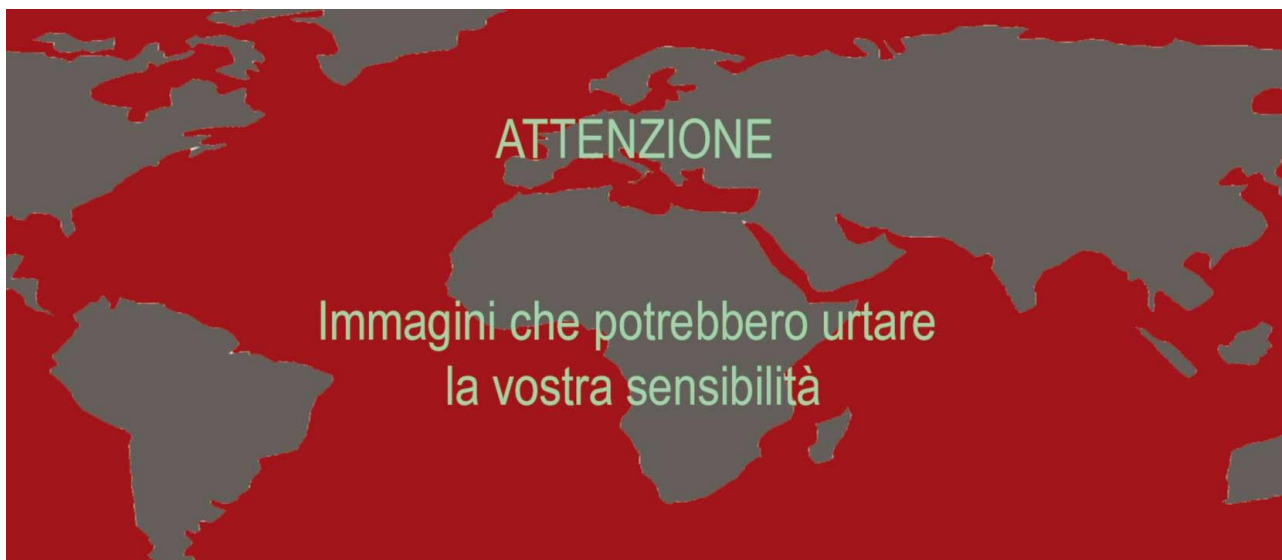 ATTENZIONE
Immagini che potrebbero urtare
la vostra sensibilità